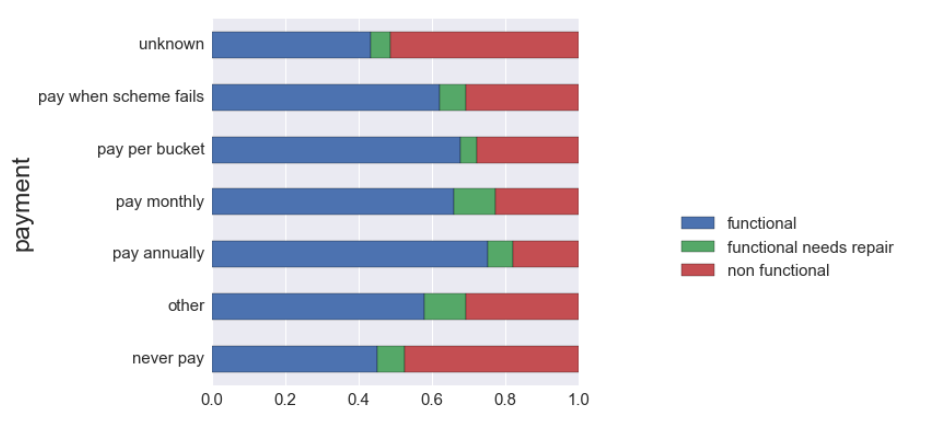 payment
unknown
pay when scheme fails
pay per bucket
pay monthly
pay annually
other
never pay
0.0 0.2 0.4 0.6 0.8 1.0
functional
functional needs repair
non functional